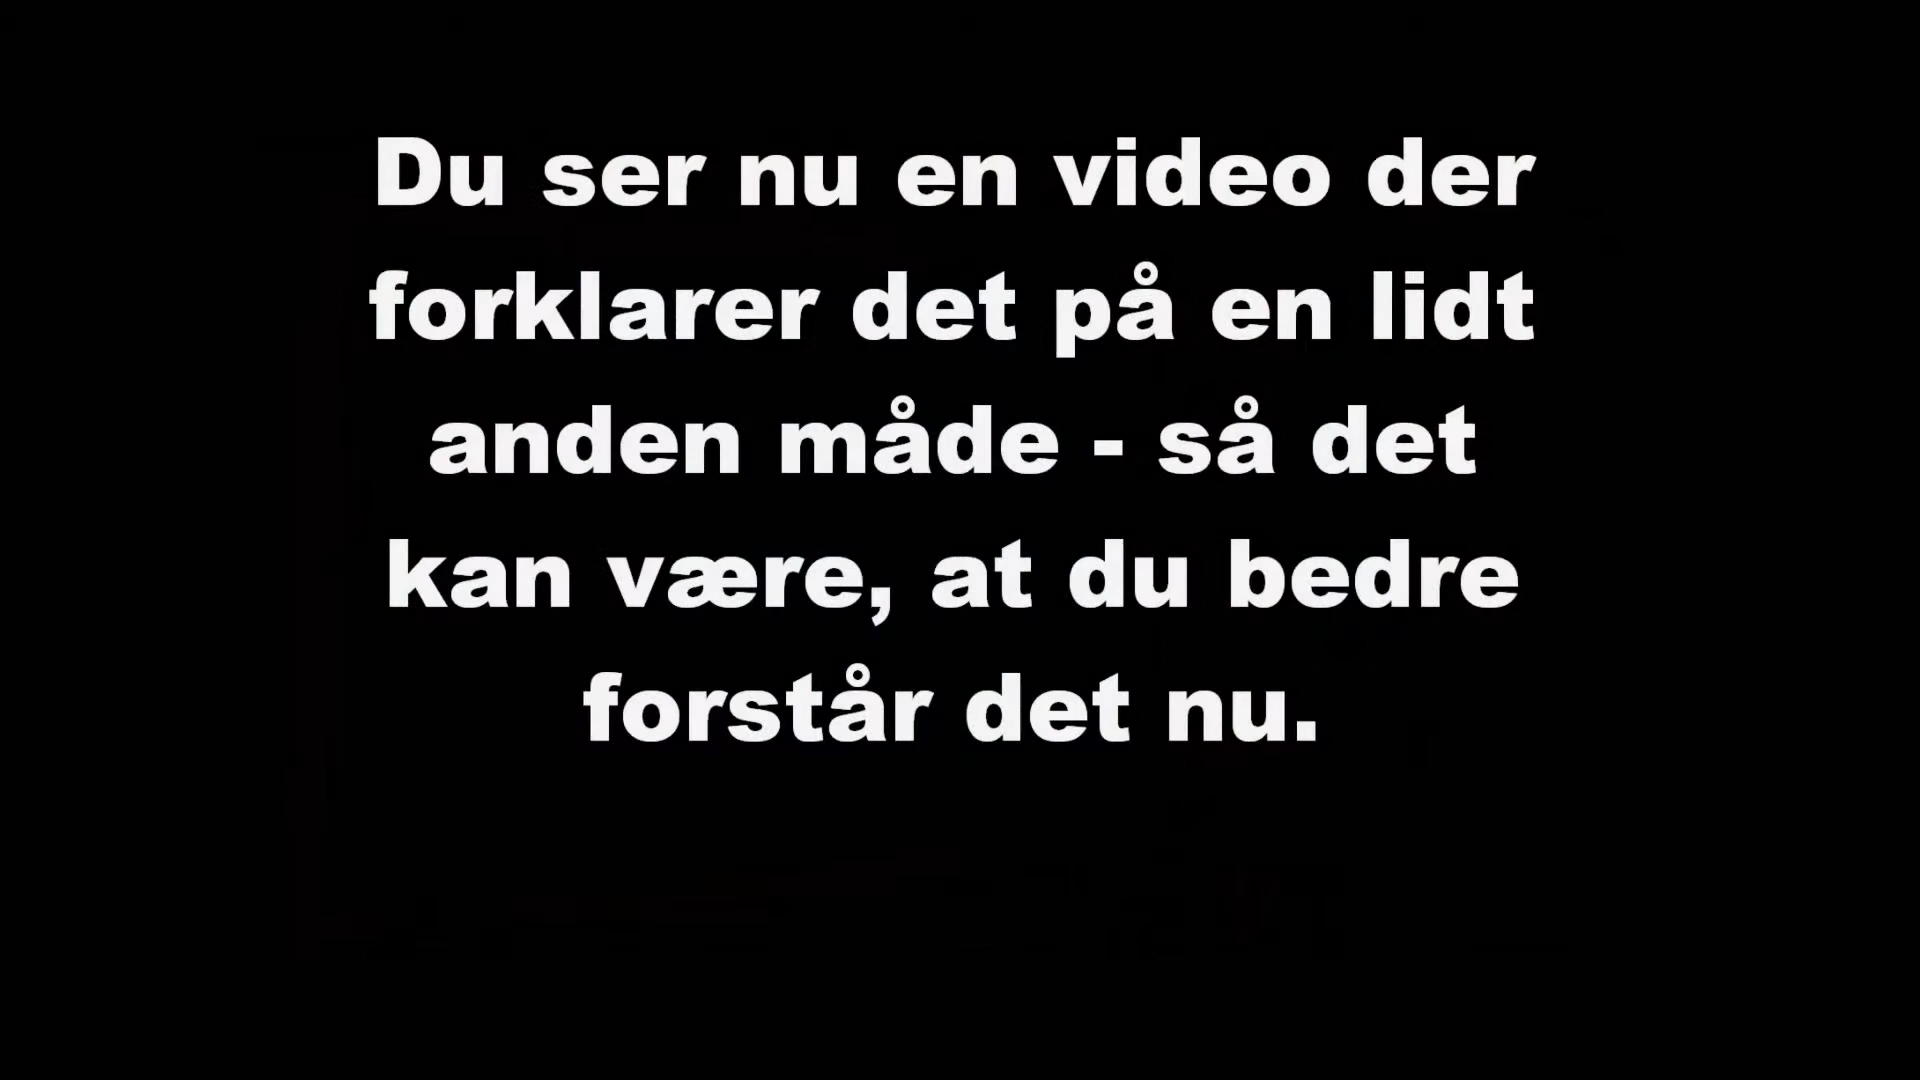 Du ser nu en video der
forklarer det på en lidt
anden måde - så det
kan være, at du bedre
forstår det nu.